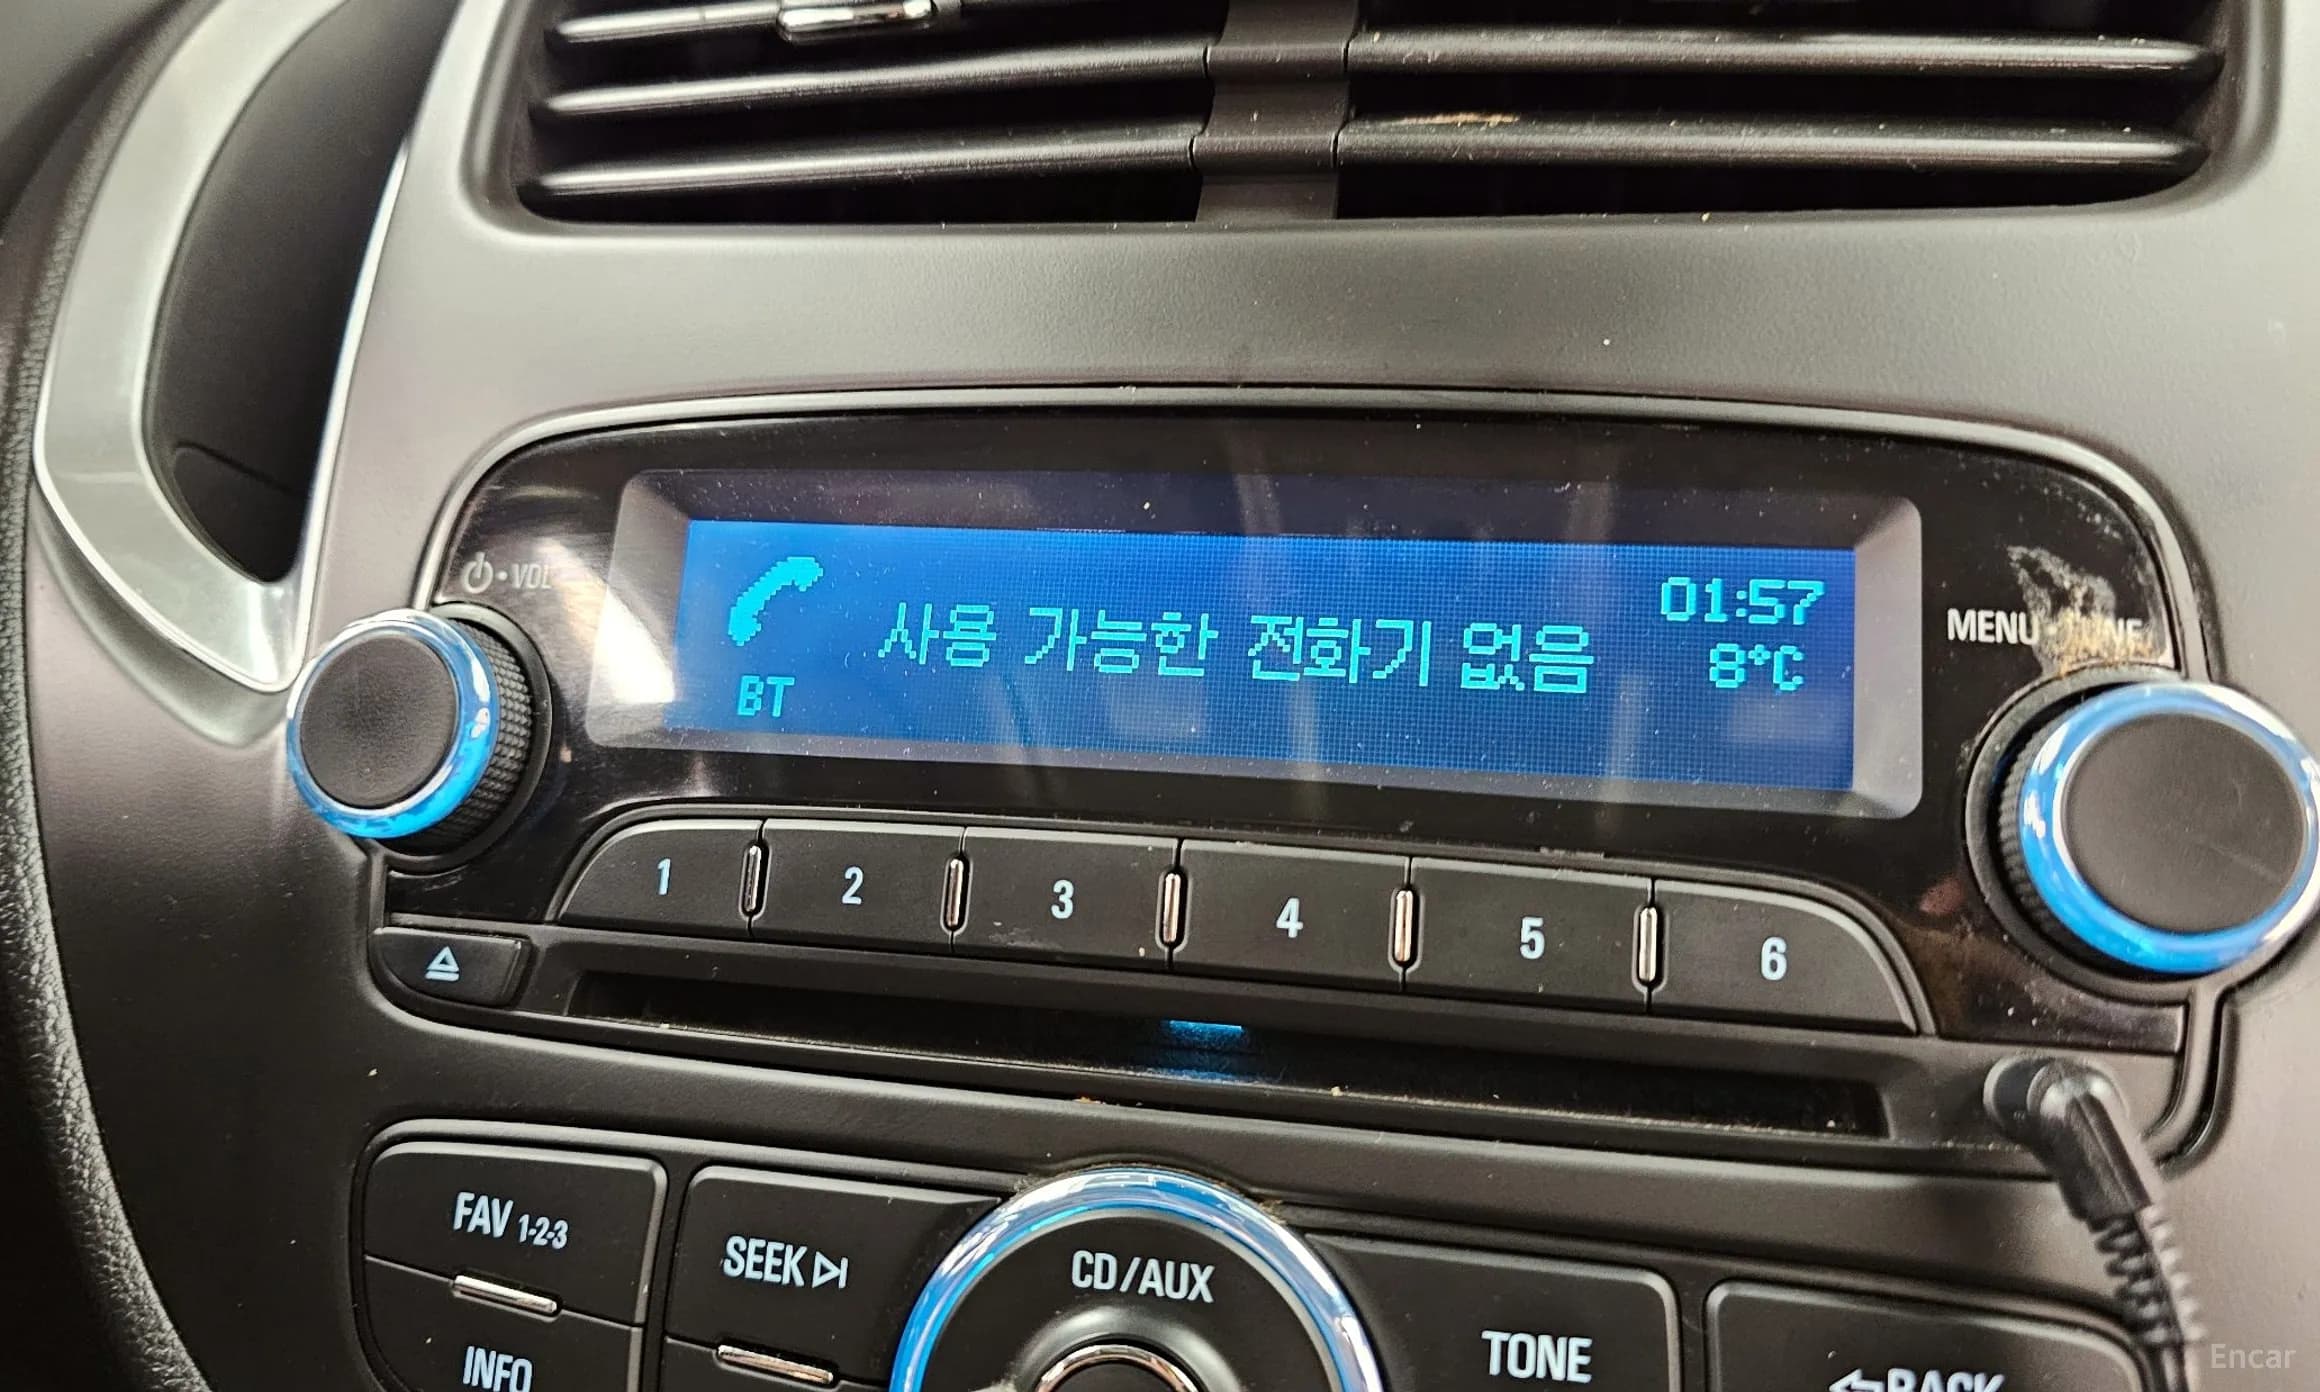 ⏻·VOL
01:57
사용 가능한 전화기 없음
8°C
BT
MENU
1 2 3 4 5 6
FAV 1-2-3
SEEK
CD/AUX
TONE
BACK
INFO
Encar